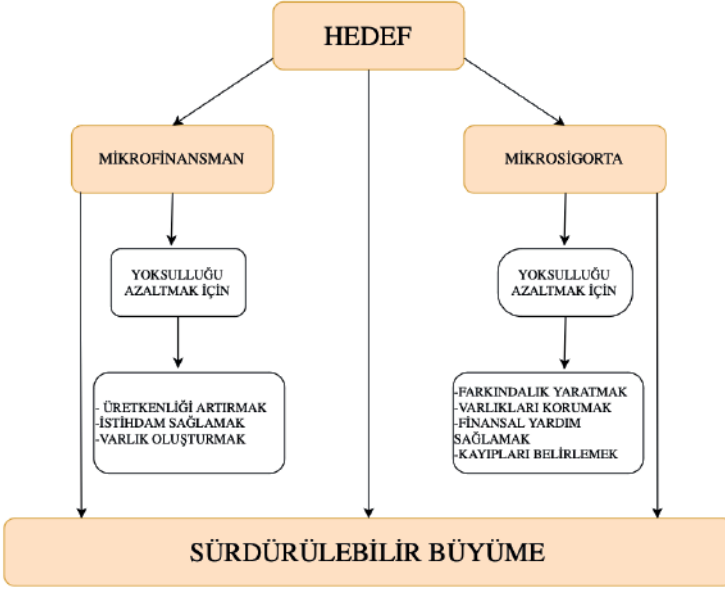 HEDEF
MİKROFİNANSMAN
MİKROSİGORTA
YOKSULLUĞU
AZALTMAK İÇİN
YOKSULLUĞU
AZALTMAK İÇİN
- ÜRETKENLİĞİ ARTIRMAK
-İSTİHDAM SAĞLAMAK
-VARLIK OLUŞTURMAK
-FARKINDALIK YARATMAK
-VARLIKLARI KORUMAK
-FİNANSAL YARDIM
SAĞLAMAK
-KAYIPLARI BELİRLEMEK
SÜRDÜRÜLEBİLİR BÜYÜME